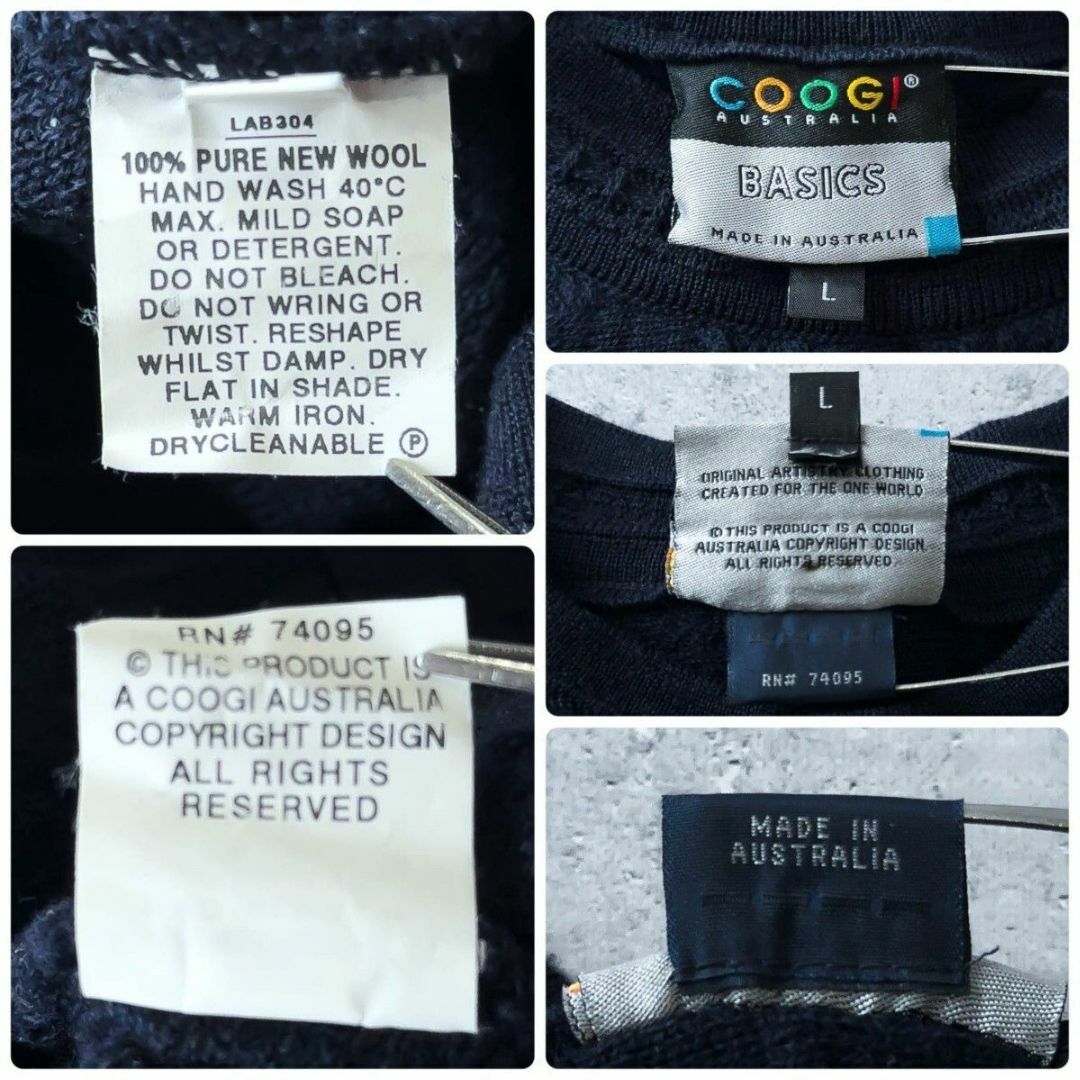 LAB304
100% PURE NEW WOOL
HAND WASH 40°C
MAX. MILD SOAP
OR DETERGENT.
DO NOT BLEACH.
DO NOT WRING OR
TWIST. RESHAPE
WHILST DAMP. DRY
FLAT IN SHADE.
WARM IRON.
DRYCLEANABLE Ⓟ
COOGI®
AUSTRALIA
BASICS
MADE IN AUSTRALIA
L
L
ORIGINAL ARTISTRY CLOTHING
CREATED FOR THE ONE WORLD
© THIS PRODUCT IS A COOGI
AUSTRALIA COPYRIGHT DESIGN
ALL RIGHTS RESERVED
RN# 74095
RN# 74095
© THIS PRODUCT IS
A COOGI AUSTRALIA
COPYRIGHT DESIGN
ALL RIGHTS
RESERVED
MADE IN
AUSTRALIA